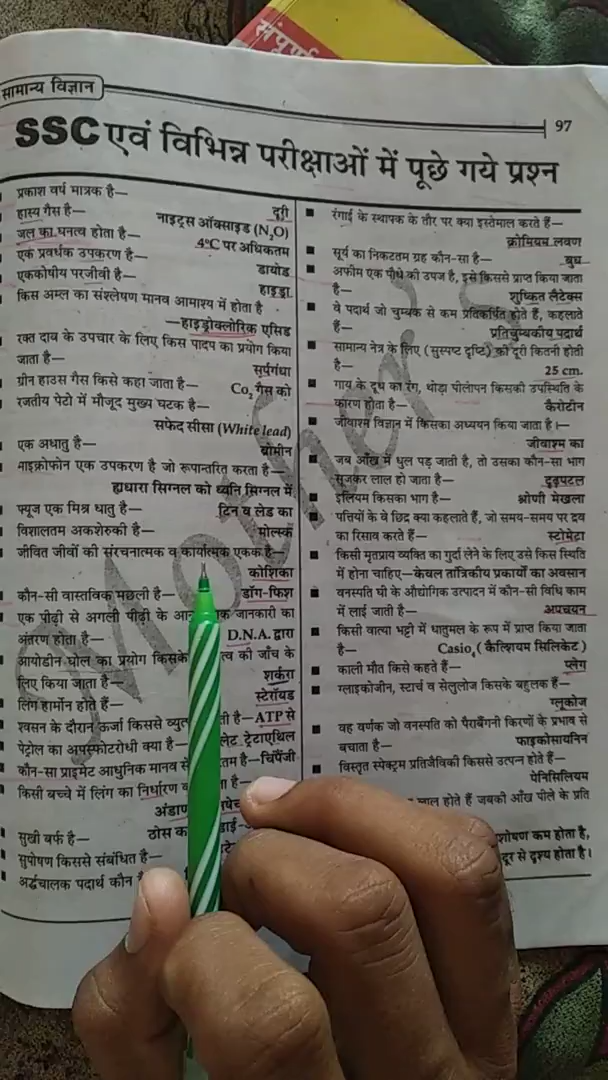 संपूर्ण
सामान्य विज्ञान
97
SSC एवं विभिन्न परीक्षाओं में पूछे गये प्रश्न
प्रकाश वर्ष मात्रक है—
दूरी
हास्य गैस है—
नाइट्रस ऑक्साइड (N₂O)
जल का घनत्व होता है—
4°C पर अधिकतम
एक प्रवर्धक उपकरण है—
डायोड
एककोषीय परजीवी है—
हाइड्रा
किस अम्ल का संश्लेषण मानव आमाशय में होता है
—हाइड्रोक्लोरिक एसिड
रक्त दाब के उपचार के लिए किस पादप का प्रयोग किया
जाता है—
सर्पगंधा
ग्रीन हाउस गैस किसे कहा जाता है—
Co₂ गैस को
रजतीय पेंटो में मौजूद मुख्य घटक है—
सफेद सीसा (White lead)
एक अधातु है—
ब्रोमीन
माइक्रोफोन एक उपकरण है जो रूपान्तरित करता है—
सिग्नल को ध्वनि सिग्नल में
फ्यूज एक मिश्र धातु है—
टिन व लेड का
विशालतम अकशेरुकी है—
मोलस्क
जीवित जीवों की संरचनात्मक व कार्यात्मक एकक है—
कोशिका
कौन-सी वास्तविक मछली है—
डॉग-फिश
एक पीढ़ी से अगली पीढ़ी के जानकारी का
अंतरण होता है—
D.N.A. द्वारा
आयोडीन घोल का प्रयोग किसके की जाँच के
लिए किया जाता है—
शर्करा
लिंग हार्मोन होते हैं—
स्टेरॉयड
श्वसन के दौरान ऊर्जा किससे है—ATP से
पेट्रोल का अपस्फोटरोधी क्या है— ट्रेटाएथिल
कौन-सा प्राइमेट आधुनिक मानव से है—चिंपैंजी
किसी बच्चे में लिंग का निर्धारण है—
सुखी बर्फ है—
ठोस
सुपोषण किससे संबंधित है—
अर्द्धचालक पदार्थ कौन
रंगाई के स्थापक के तौर पर क्या इस्तेमाल करते हैं—
क्रोमियम लवण
सूर्य का निकटतम ग्रह कौन-सा है—
बुध
अफीम एक पौधे की उपज है, इसे किससे प्राप्त किया जाता
है—
शुष्कित लैटेक्स
वे पदार्थ जो चुम्बक से कम प्रतिकर्षित होते हैं, कहलाते
हैं—
प्रतिचुम्बकीय पदार्थ
सामान्य नेत्र के लिए (सुस्पष्ट दृष्टि) की दूरी कितनी होती
है—
25 cm.
गाय के दूध का रंग, थोड़ा पीलापन किसकी उपस्थिति के
कारण होता है—
कैरोटीन
जीवाश्म विज्ञान में किसका अध्ययन किया जाता है।—
जीवाश्म का
जब आँख में धुल पड़ जाती है, तो उसका कौन-सा भाग
सूजकर लाल हो जाता है—
दृढ़पटल
इलियम किसका भाग है—
श्रोणी मेखला
पत्तियों के वे छिद्र क्या कहलाते हैं, जो समय-समय पर द्रव
का रिसाव करते हैं—
स्टोमेटा
किसी मृतप्राय व्यक्ति का गुर्दा लेने के लिए उसे किस स्थिति
में होना चाहिए—केवल तांत्रिकीय प्रकार्यों का अवसान
वनस्पति घी के औद्योगिक उत्पादन में कौन-सी विधि काम
में लाई जाती है—
अपचयन
किसी वात्या भट्टी में धातुमल के रूप में प्राप्त किया जाता
है—
Casio₄ ( कैल्शियम सिलिकेट )
काली मौत किसे कहते हैं—
प्लेग
ग्लाइकोजीन, स्टार्च व सेलुलोज किसके बहुलक हैं—
ग्लूकोज
वह वर्णक जो वनस्पति को पैराबैंगनी किरणों के प्रभाव से
बचाता है—
फाइकोसायनिन
विस्तृत स्पेक्ट्रम प्रतिजैविकी किससे उत्पन्न होते हैं—
पेनिसिलियम
लाल होते हैं जबकी आँख पीले के प्रति
कम होता है,
दूर से दृश्य होता है।
Mother's